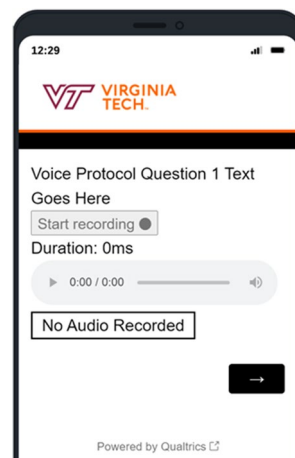 12:29
VT VIRGINIA
TECH.
Voice Protocol Question 1 Text
Goes Here
Start recording
Duration: 0ms
0:00 / 0:00
No Audio Recorded
→
Powered by Qualtrics